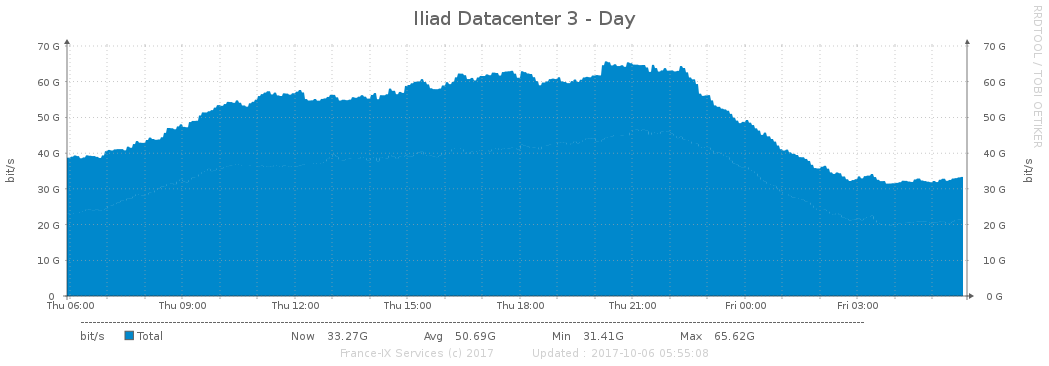 Iliad Datacenter 3 - Day
RRDTOOL / TOBI OETIKER
70 G 70 G
60 G 60 G
50 G 50 G
40 G 40 G
30 G 30 G
20 G 20 G
10 G 10 G
0 0 G
bit/s bit/s
Thu 06:00 Thu 09:00 Thu 12:00 Thu 15:00 Thu 18:00 Thu 21:00 Fri 00:00 Fri 03:00
bit/s Total Now 33.27G Avg 50.69G Min 31.41G Max 65.62G
France-IX Services (c) 2017 Updated : 2017-10-06 05:55:08